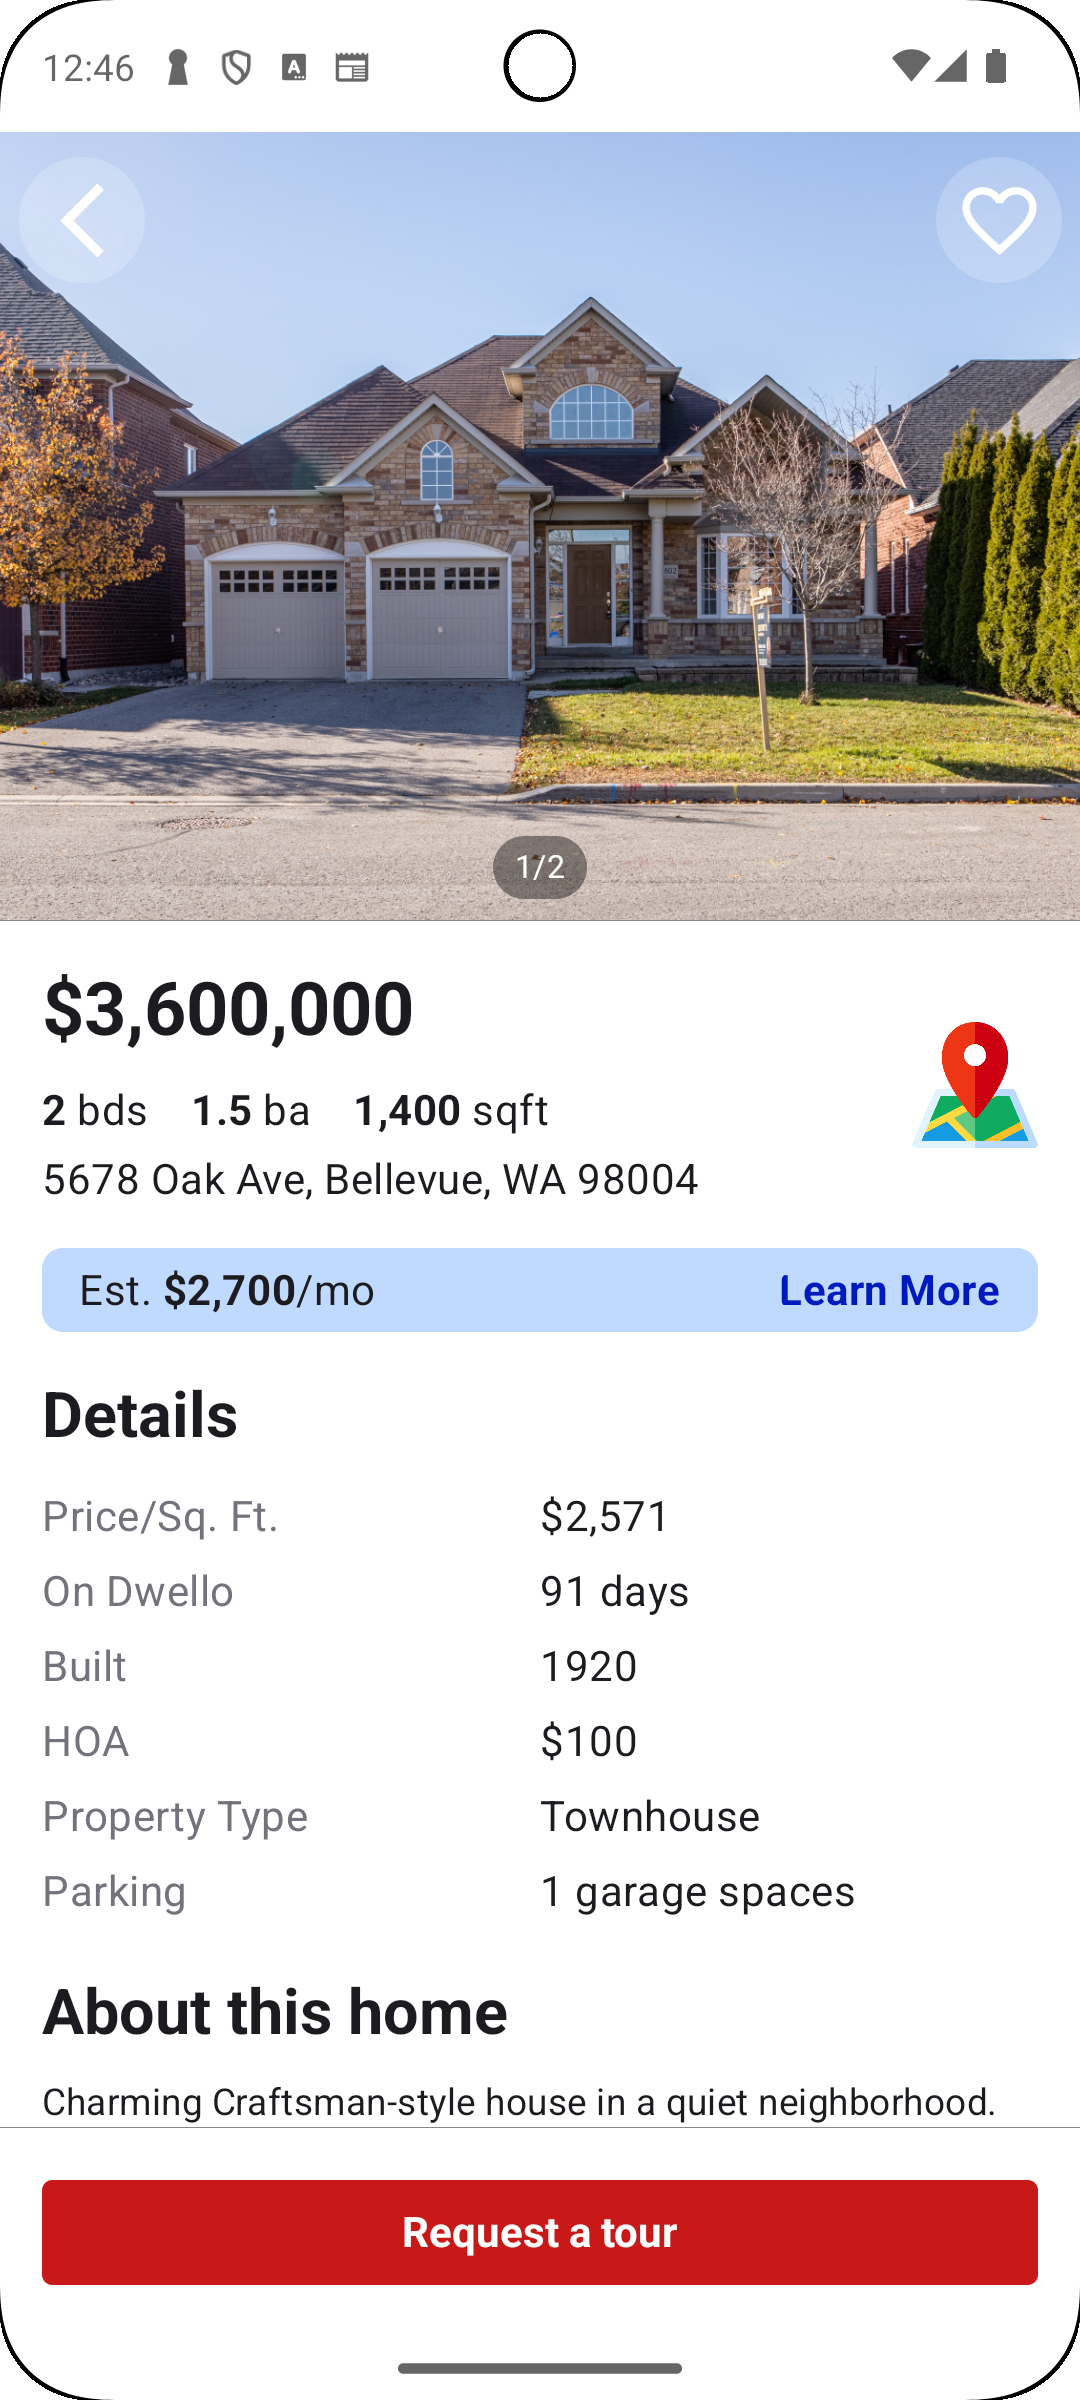 12:46
1/2
$3,600,000
2 bds 1.5 ba 1,400 sqft
5678 Oak Ave, Bellevue, WA 98004
Est. $2,700/mo Learn More
Details
Price/Sq. Ft. $2,571
On Dwello 91 days
Built 1920
HOA $100
Property Type Townhouse
Parking 1 garage spaces
About this home
Charming Craftsman-style house in a quiet neighborhood.
Request a tour